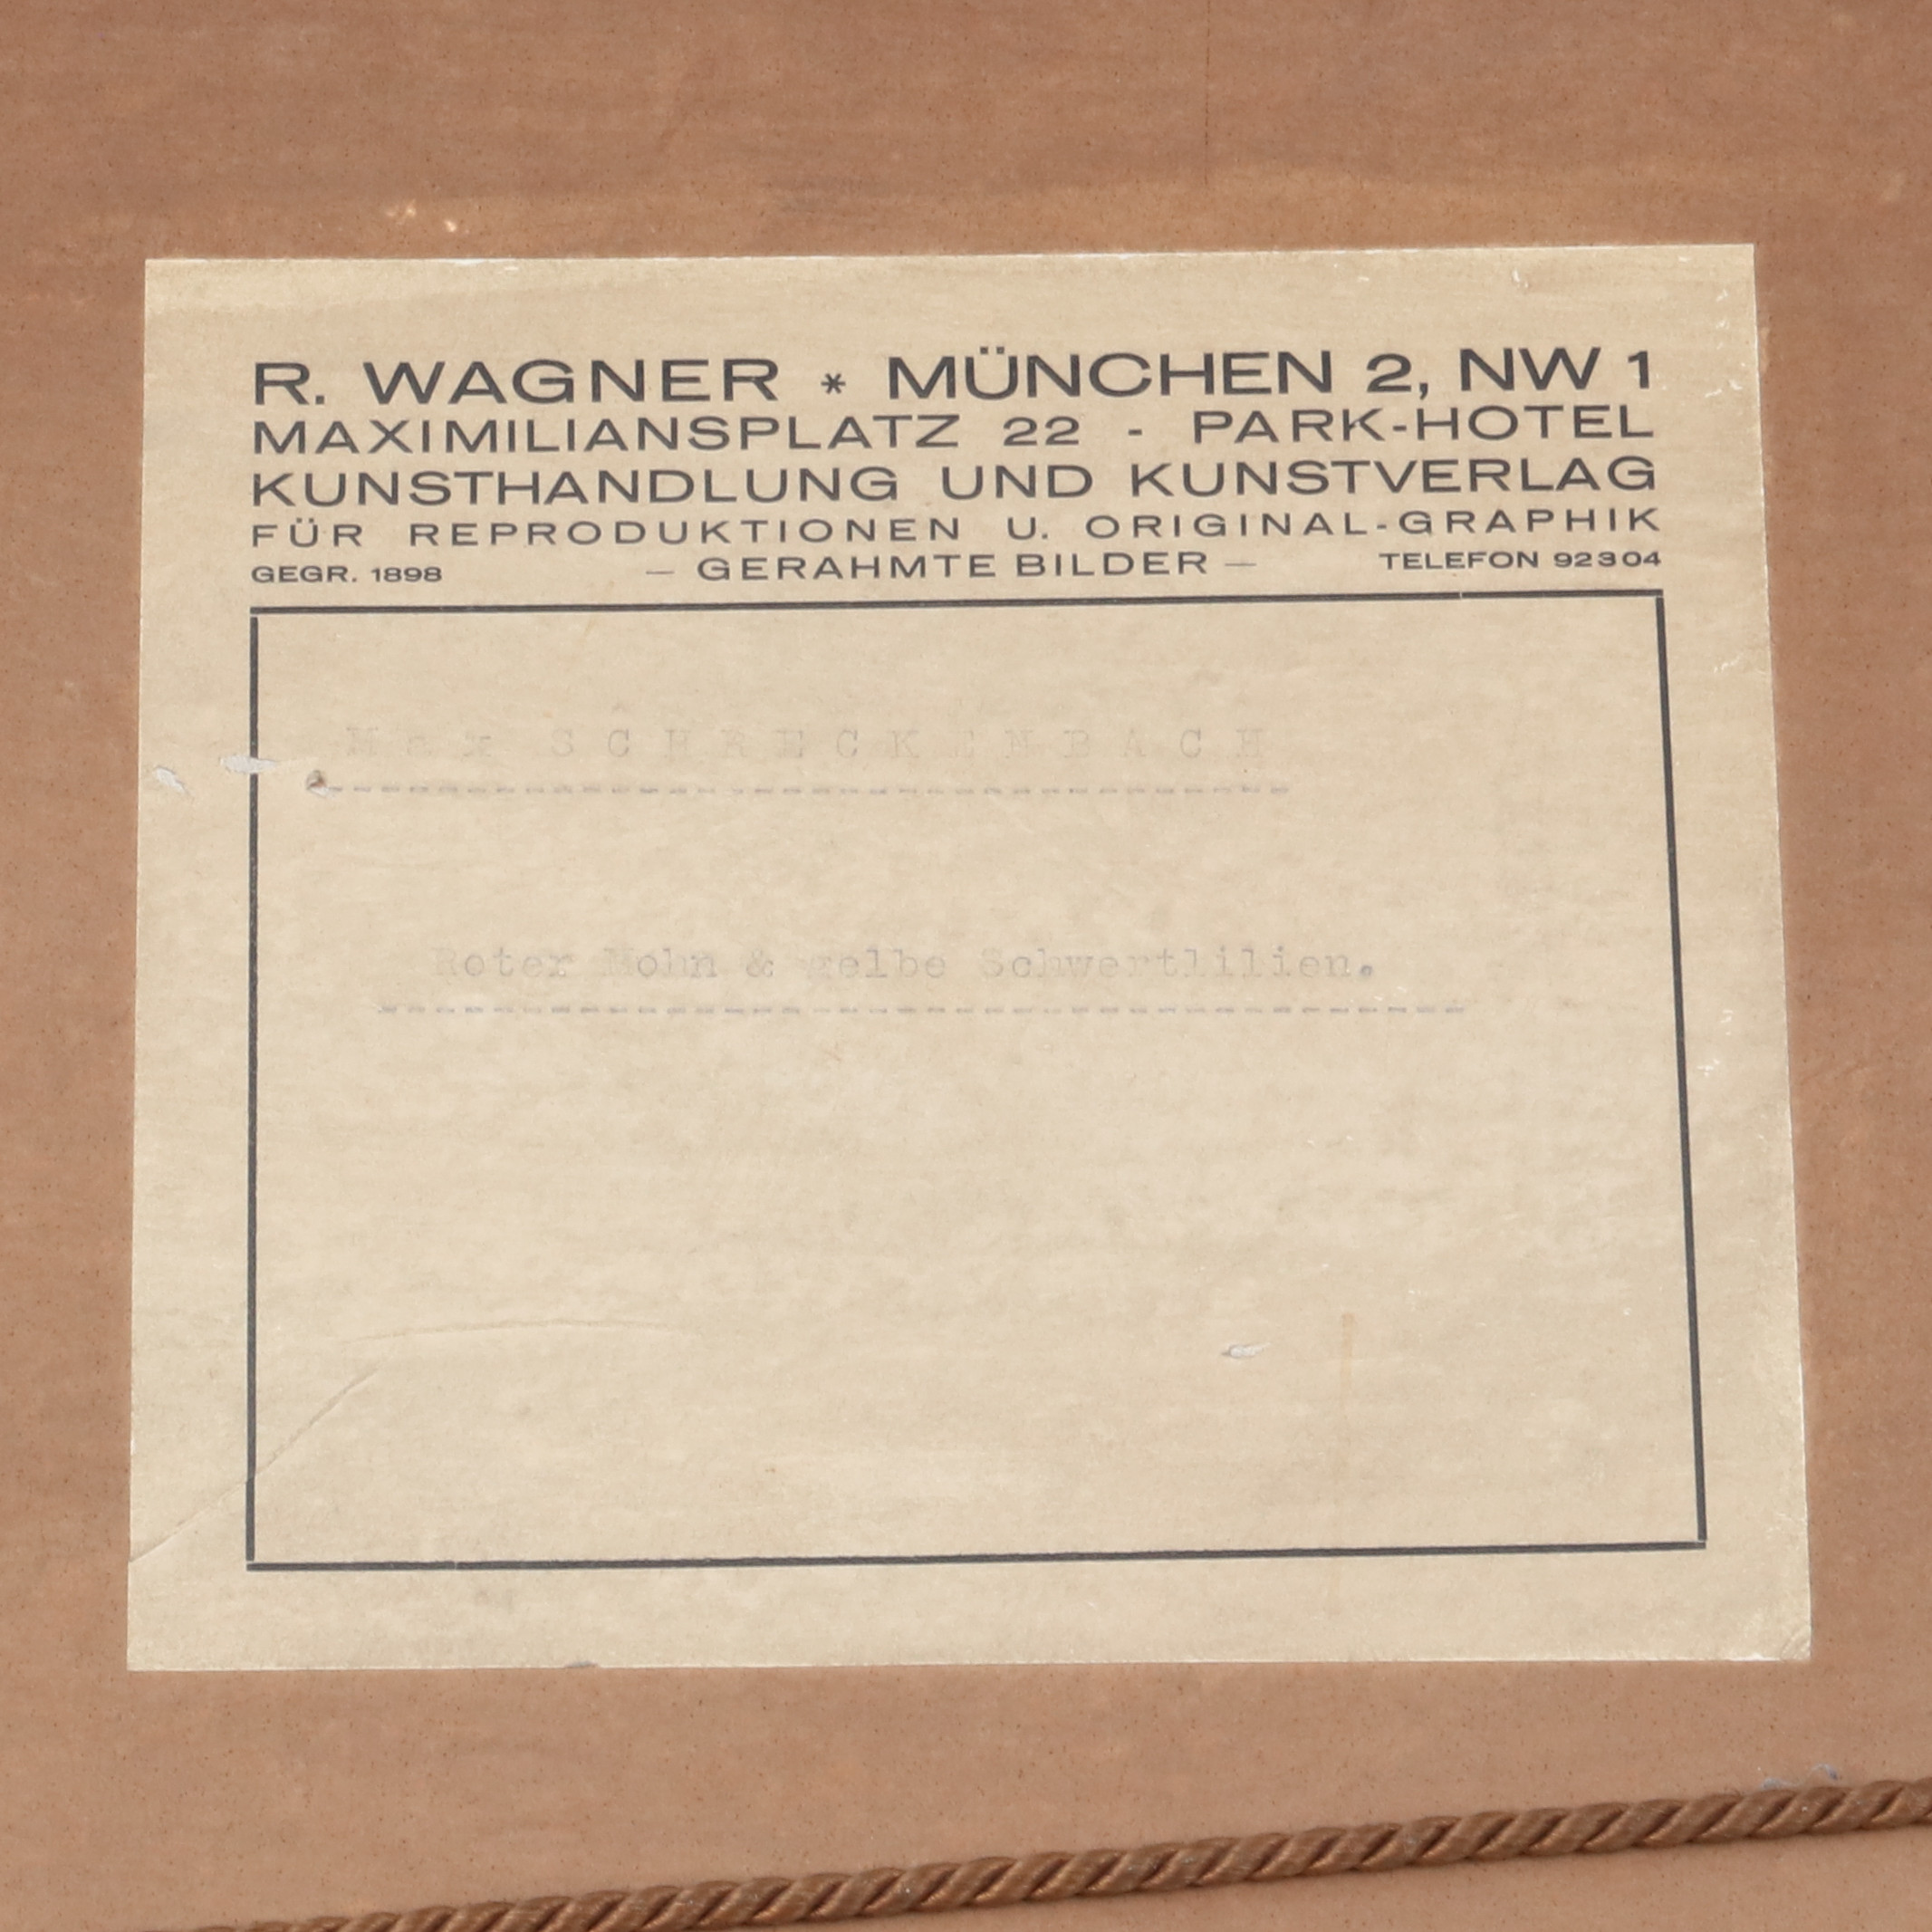 R. WAGNER * MÜNCHEN 2, NW 1
MAXIMILIANSPLATZ 22 - PARK-HOTEL
KUNSTHANDLUNG UND KUNSTVERLAG
FÜR REPRODUKTIONEN U. ORIGINAL-GRAPHIK
GEGR. 1898 – GERAHMTE BILDER – TELEFON 92304
Max SCHRECKENBACH
Roter Mohn & gelbe Schwertlilien.